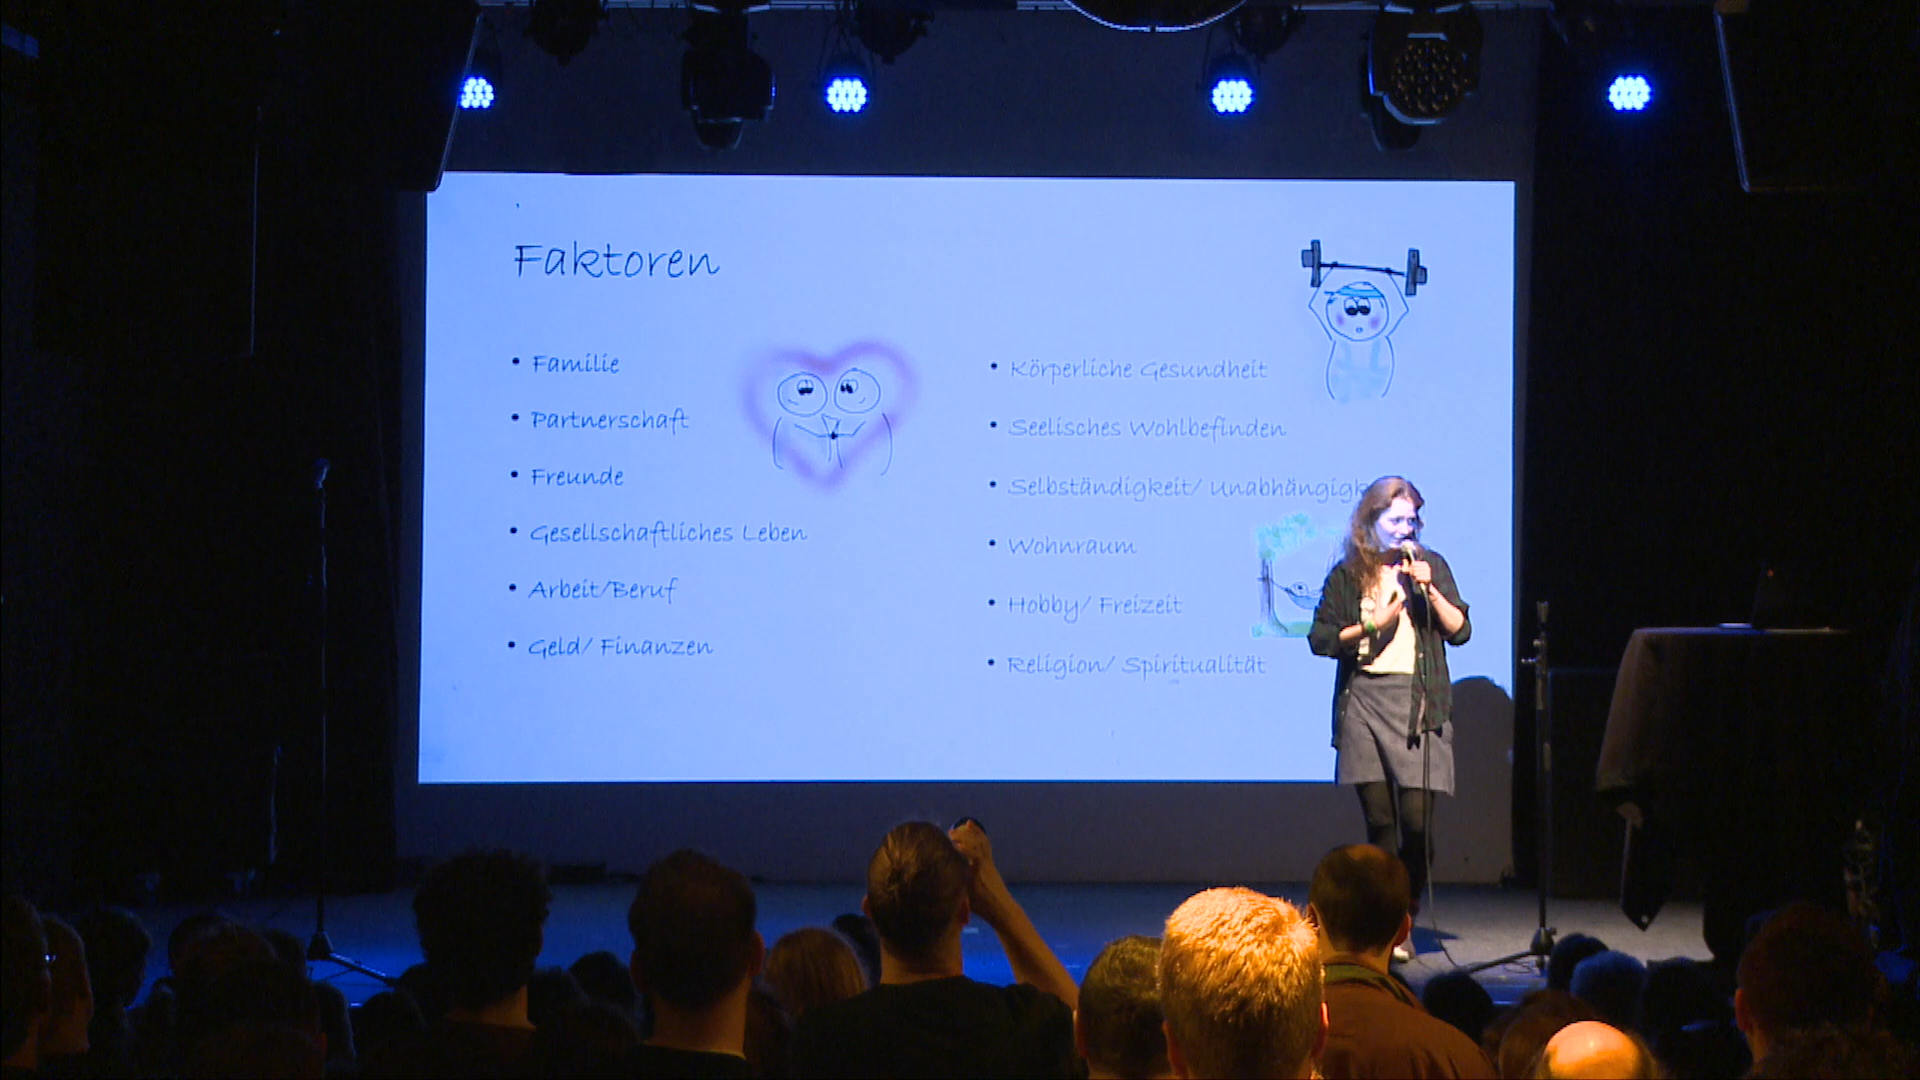 Faktoren
• Familie
• Partnerschaft
• Freunde
• Gesellschaftliches Leben
• Arbeit/Beruf
• Geld/ Finanzen
• Körperliche Gesundheit
• Seelisches Wohlbefinden
• Selbständigkeit/ Unabhängigk
• Wohnraum
• Hobby/ Freizeit
• Religion/ Spiritualität